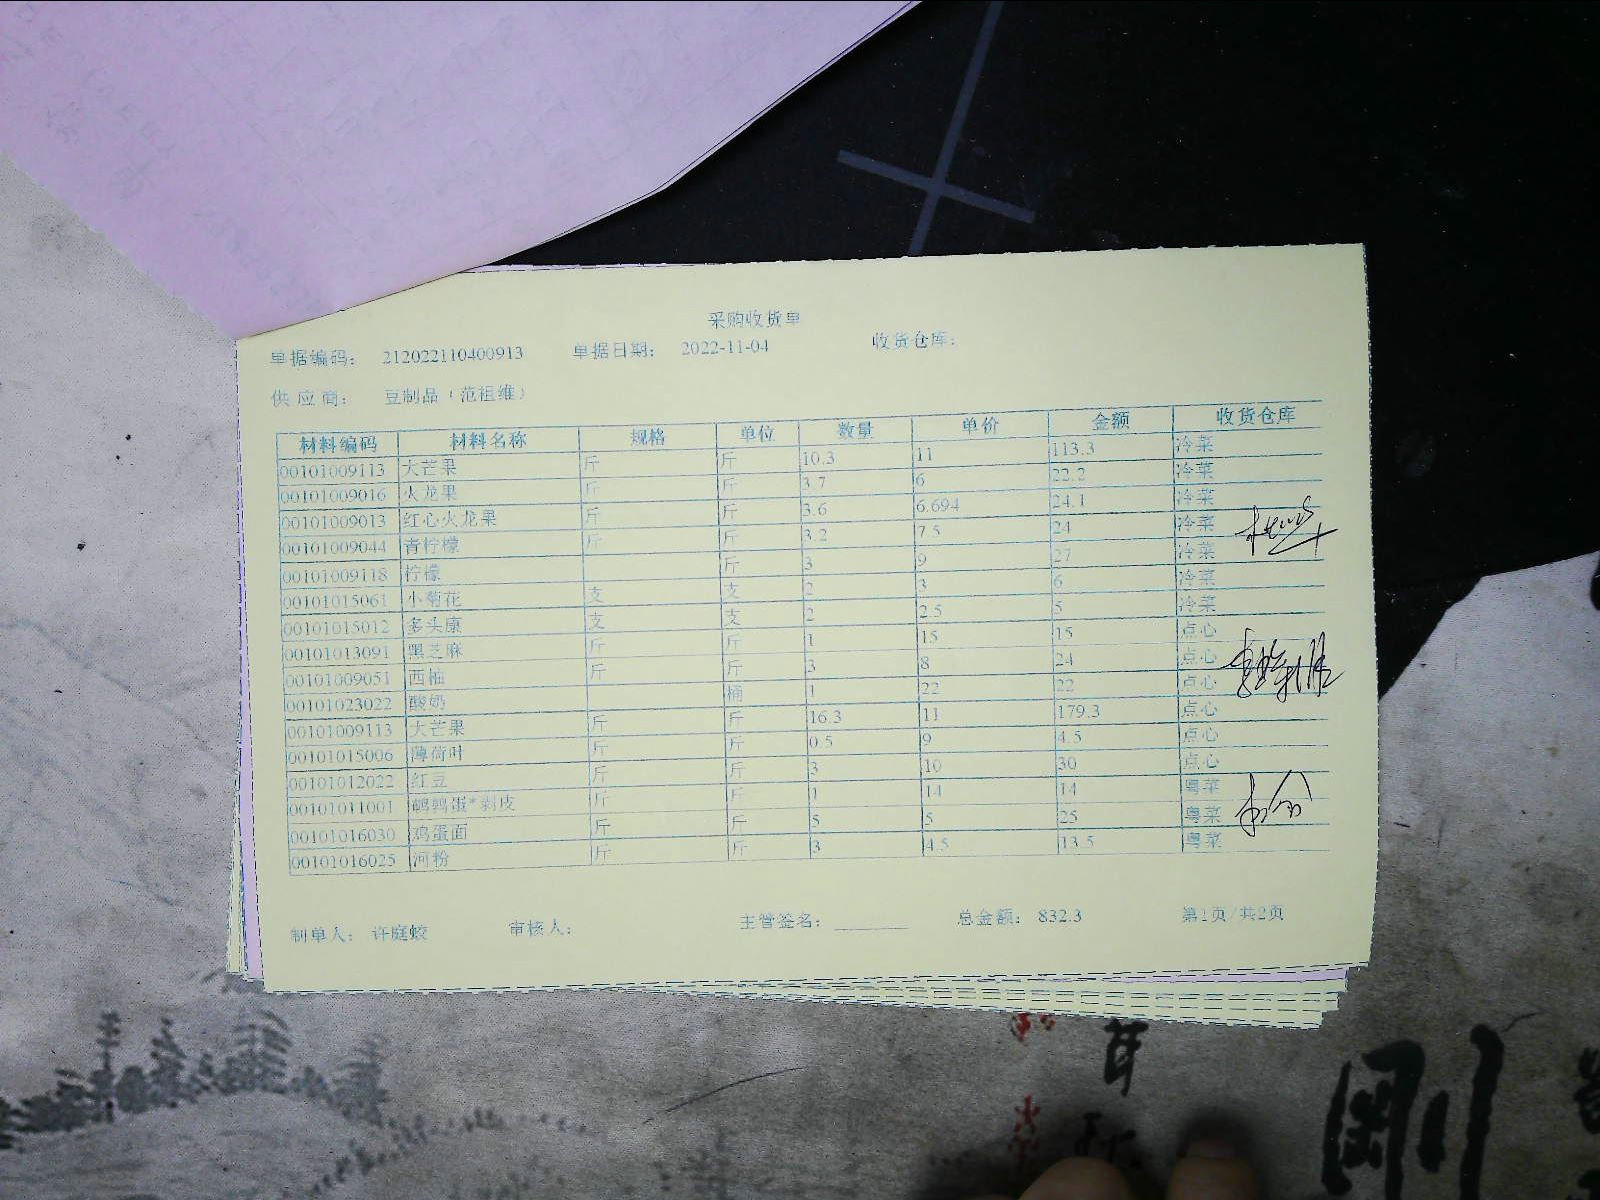 采购收货单
单据编码： 212022110400913 单据日期： 2022-11-04 收货仓库：
供应商： 豆制品（范祖维）
材料编码 材料名称 规格 单位 数量 单价 金额 收货仓库
00101009113 大芒果 斤 斤 10.3 11 113.3 冷菜
00101009016 火龙果 斤 斤 3.7 6 22.2 冷菜
00101009013 红心火龙果 斤 斤 3.6 6.694 24.1 冷菜
00101009044 青柠檬 斤 斤 3.2 7.5 24 冷菜
00101009118 柠檬 斤 3 9 27 冷菜
00101015061 小菊花 支 支 2 3 6 冷菜
00101015012 多头康 支 支 2 2.5 5 冷菜
00101013091 黑芝麻 斤 斤 1 15 15 点心
00101009051 西柚 斤 斤 3 8 24 点心
00101023022 酸奶 桶 1 22 22 点心
00101009113 大芒果 斤 斤 16.3 11 179.3 点心
00101015006 薄荷叶 斤 斤 0.5 9 4.5 点心
00101012022 红豆 斤 斤 3 10 30 点心
00101011001 鹌鹑蛋*剥皮 斤 斤 1 14 14 粤菜
00101016030 鸡蛋面 斤 斤 5 5 25 粤菜
00101016025 河粉 斤 斤 3 4.5 13.5 粤菜
制单人： 许庭蛟 审核人： 主管签名： 总金额： 832.3 第1页/共2页
剛